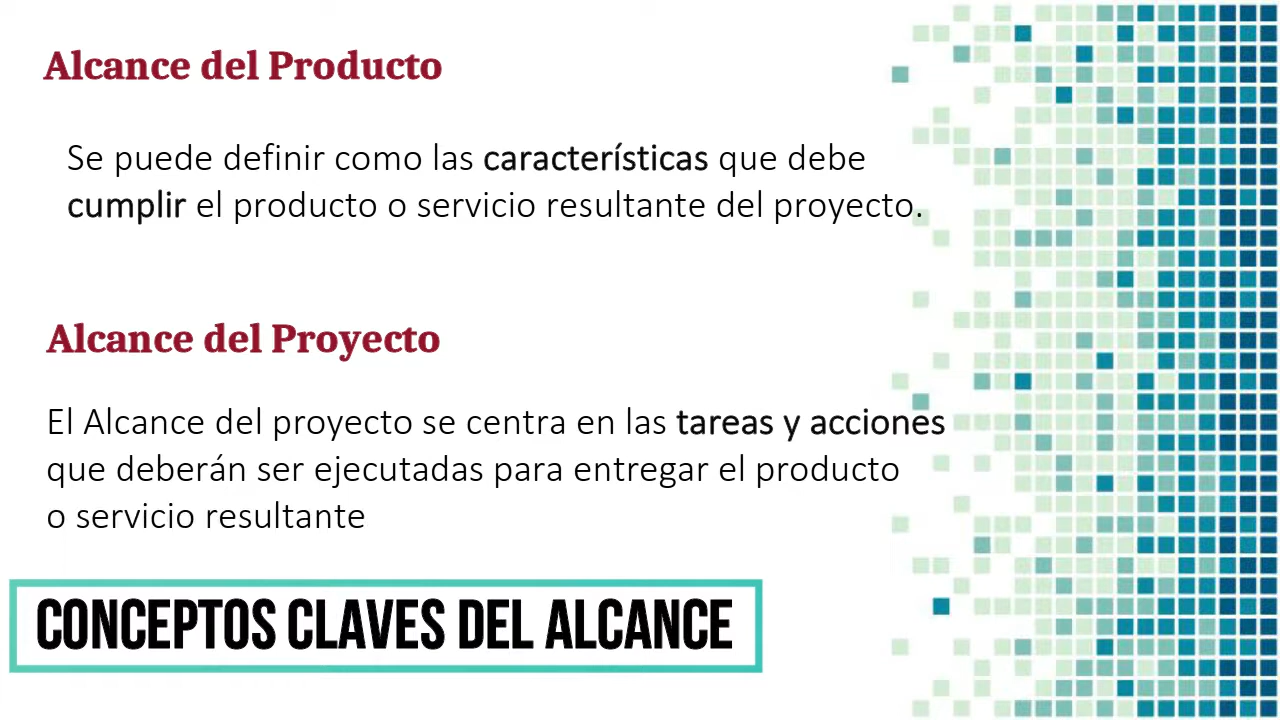 Alcance del Producto
Se puede definir como las características que debe
cumplir el producto o servicio resultante del proyecto.
Alcance del Proyecto
El Alcance del proyecto se centra en las tareas y acciones
que deberán ser ejecutadas para entregar el producto
o servicio resultante
CONCEPTOS CLAVES DEL ALCANCE